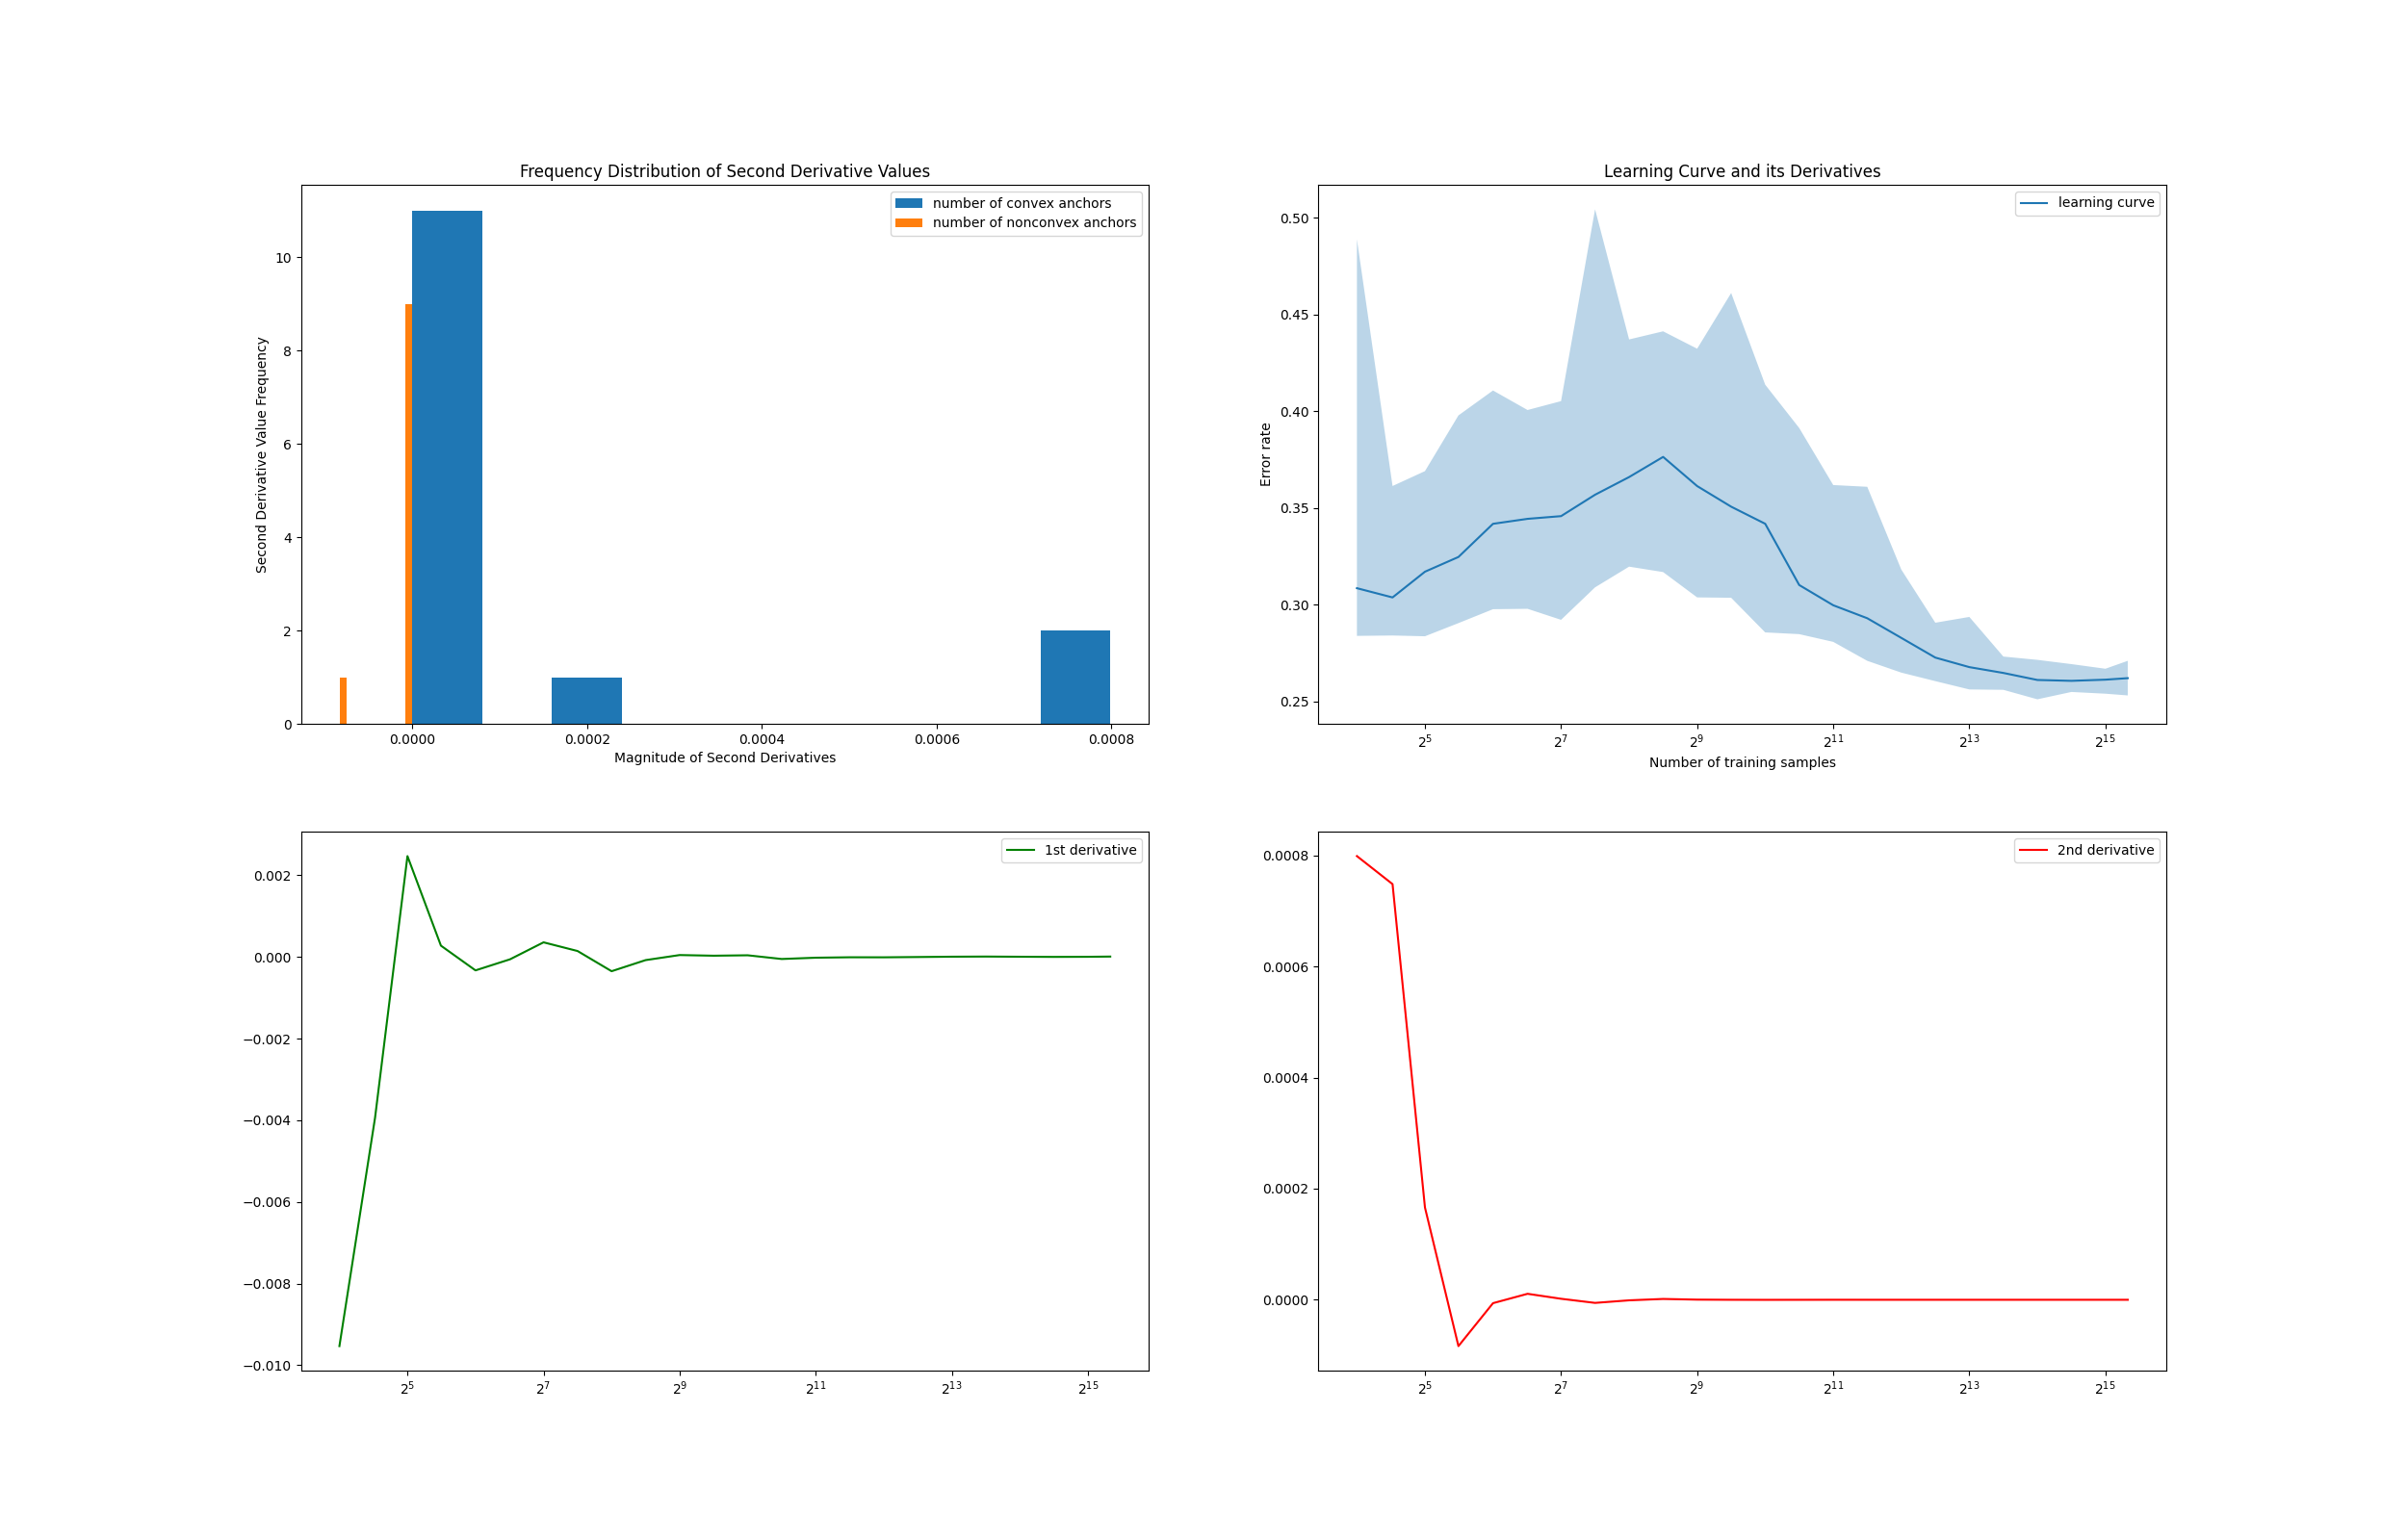 Frequency Distribution of Second Derivative Values
number of convex anchors
number of nonconvex anchors
10
8
6
4
2
0
Second Derivative Value Frequency
0.0000 0.0002 0.0004 0.0006 0.0008
Magnitude of Second Derivatives
Learning Curve and its Derivatives
learning curve
0.50
0.45
0.40
0.35
0.30
0.25
Error rate
2^5 2^7 2^9 2^11 2^13 2^15
Number of training samples
1st derivative
0.002
0.000
−0.002
−0.004
−0.006
−0.008
−0.010
2^5 2^7 2^9 2^11 2^13 2^15
2nd derivative
0.0008
0.0006
0.0004
0.0002
0.0000
2^5 2^7 2^9 2^11 2^13 2^15